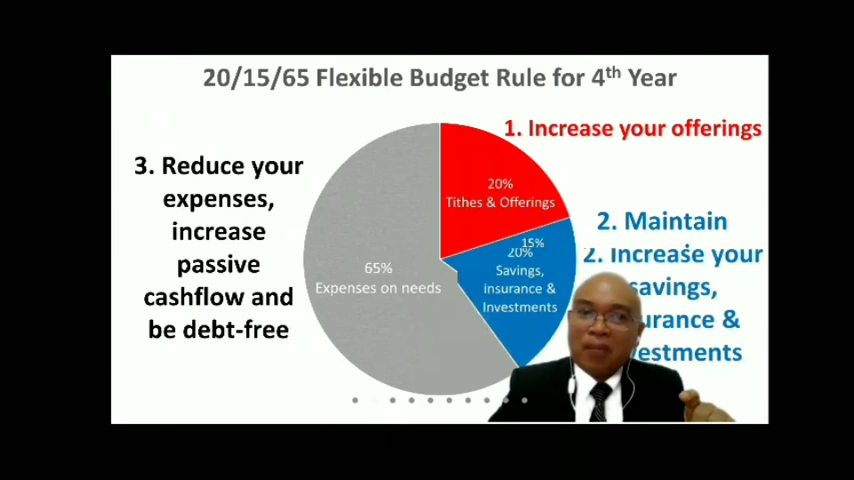 20/15/65 Flexible Budget Rule for 4th Year
1. Increase your offerings
3. Reduce your
expenses,
increase
passive
cashflow and
be debt-free
20%
Tithes & Offerings
65%
Expenses on needs
15%
20%
Savings,
insurance &
Investments
2. Maintain
2. Increase your
savings,
urance &
vestments